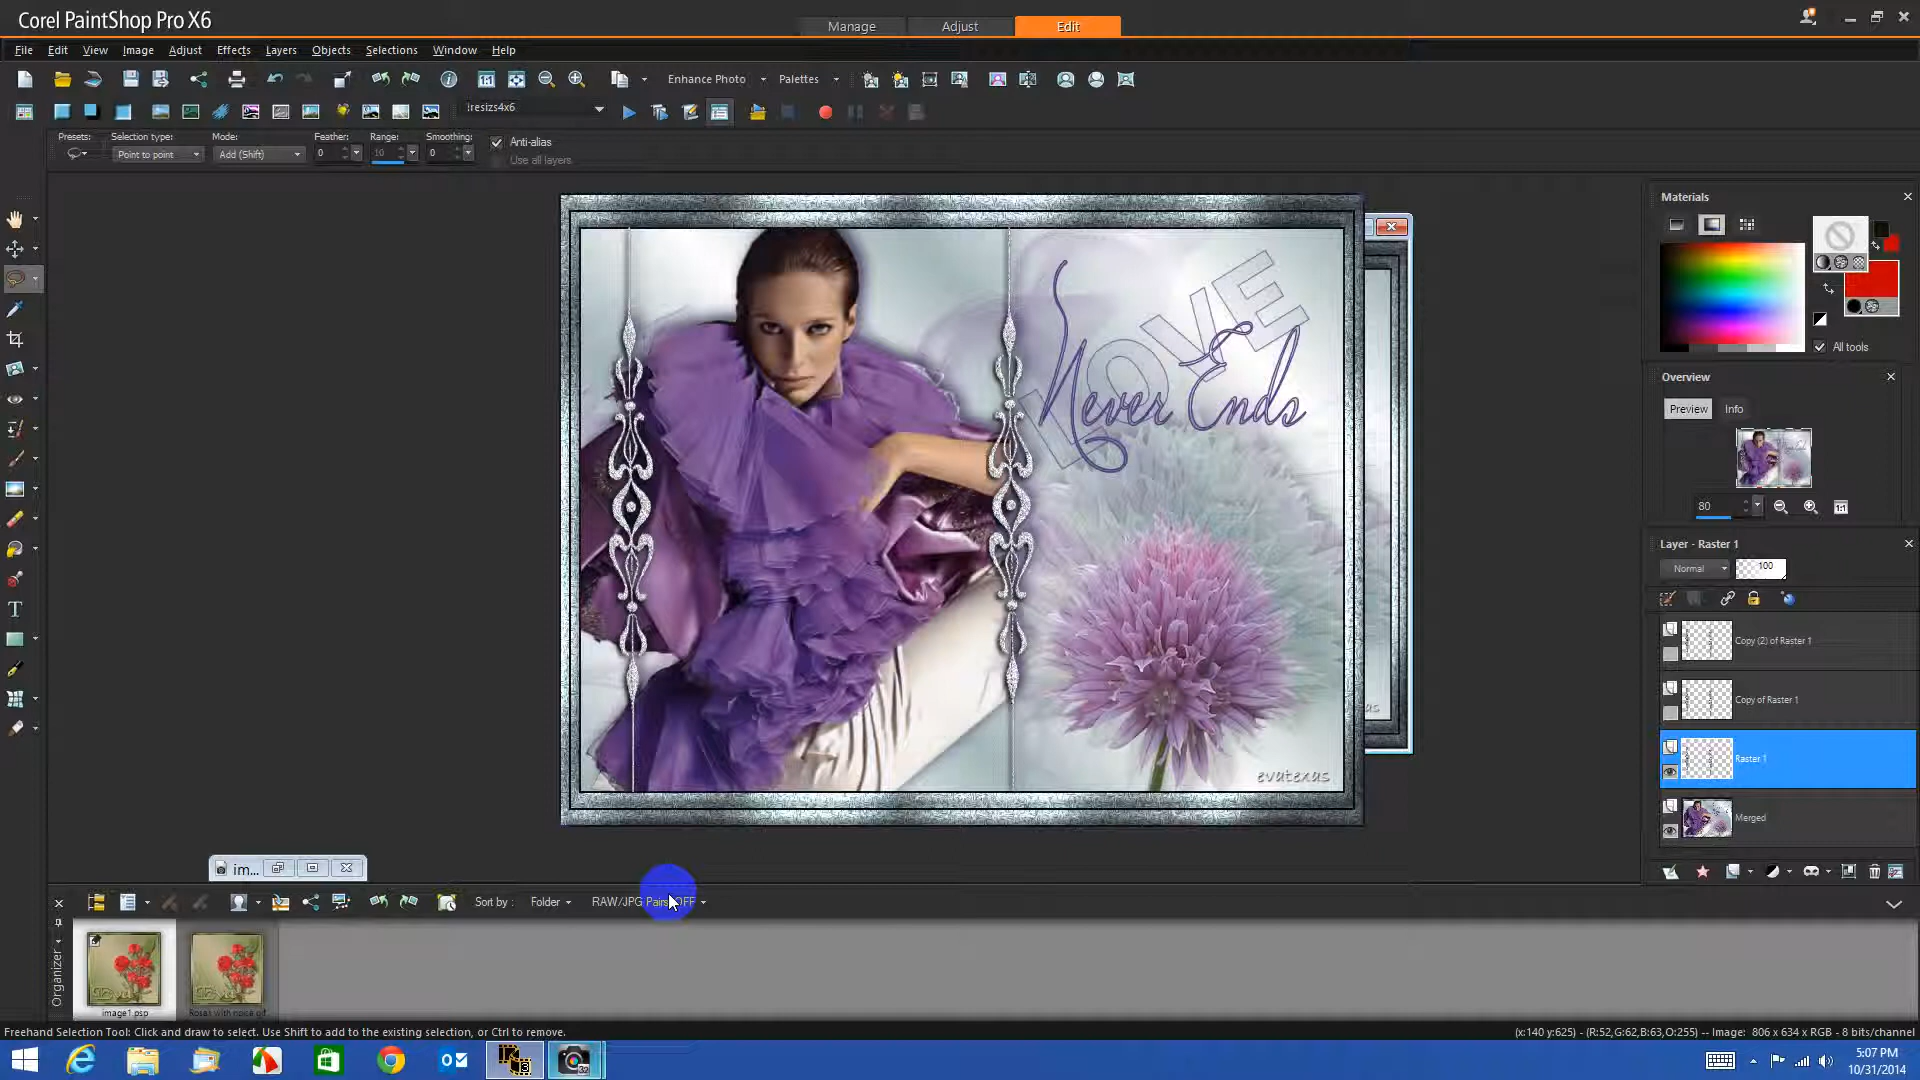 Corel PaintShop Pro X6
Manage
Adjust
Edit
File Edit View Image Adjust Effects Layers Objects Selections Window Help
Enhance Photo
Palettes
!resizs4x6
Presets:
Selection type:
Mode:
Feather:
Range:
Smoothing:
Anti-alias
Point to point
Add (Shift)
0
10
0
Use all layers
Materials
All tools
Overview
Preview
Info
80
Layer - Raster 1
Normal
100
Copy (2) of Raster 1
Copy of Raster 1
Raster 1
Merged
LOVE
Never Ends
evatexas
as
im...
Sort by :
Folder
RAW/JPG Pairs OFF
Organizer
image1.psp
Freehand Selection Tool: Click and draw to select. Use Shift to add to the existing selection, or Ctrl to remove.
(x:140 y:625) - (R:52,G:62,B:63,O:255) -- Image: 806 x 634 x RGB - 8 bits/channel
5:07 PM
10/31/2014